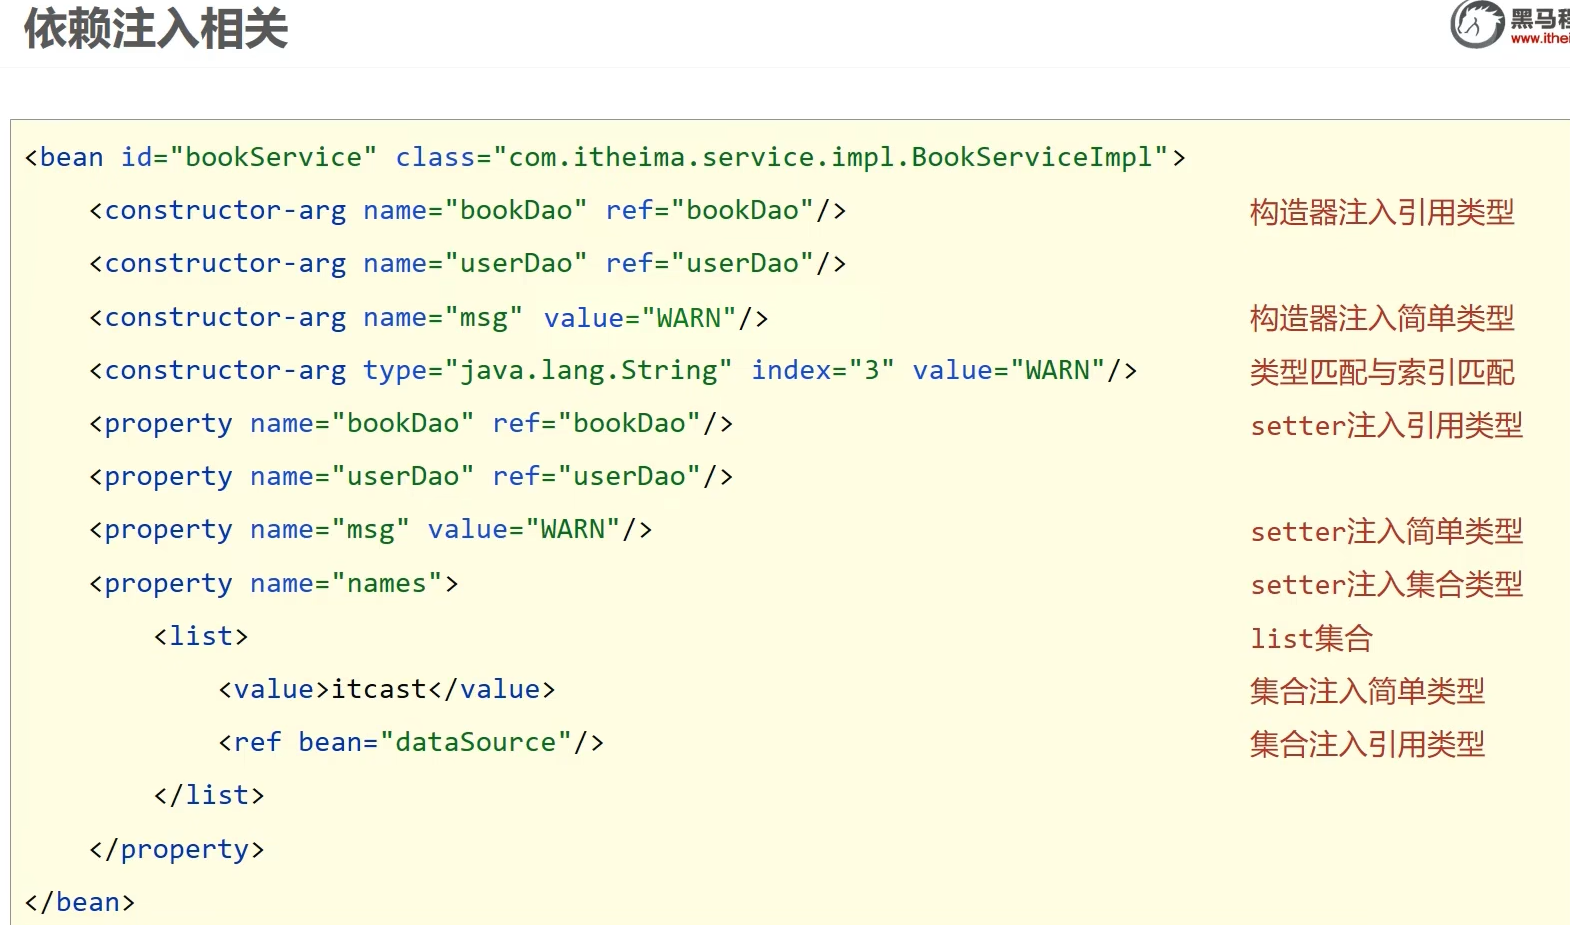 依赖注入相关
黑马程
www.ithei
<bean id="bookService" class="com.itheima.service.impl.BookServiceImpl">
<constructor-arg name="bookDao" ref="bookDao"/> 构造器注入引用类型
<constructor-arg name="userDao" ref="userDao"/>
<constructor-arg name="msg" value="WARN"/> 构造器注入简单类型
<constructor-arg type="java.lang.String" index="3" value="WARN"/> 类型匹配与索引匹配
<property name="bookDao" ref="bookDao"/> setter注入引用类型
<property name="userDao" ref="userDao"/>
<property name="msg" value="WARN"/> setter注入简单类型
<property name="names"> setter注入集合类型
<list> list集合
<value>itcast</value> 集合注入简单类型
<ref bean="dataSource"/> 集合注入引用类型
</list>
</property>
</bean>